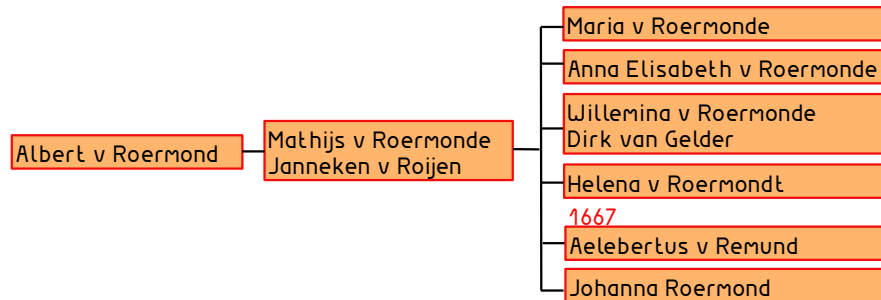 Albert v Roermond
Mathijs v Roermonde
Janneken v Roijen
Maria v Roermonde
Anna Elisabeth v Roermonde
Willemina v Roermonde
Dirk van Gelder
Helena v Roermondt
1667
Aelebertus v Remund
Johanna Roermond